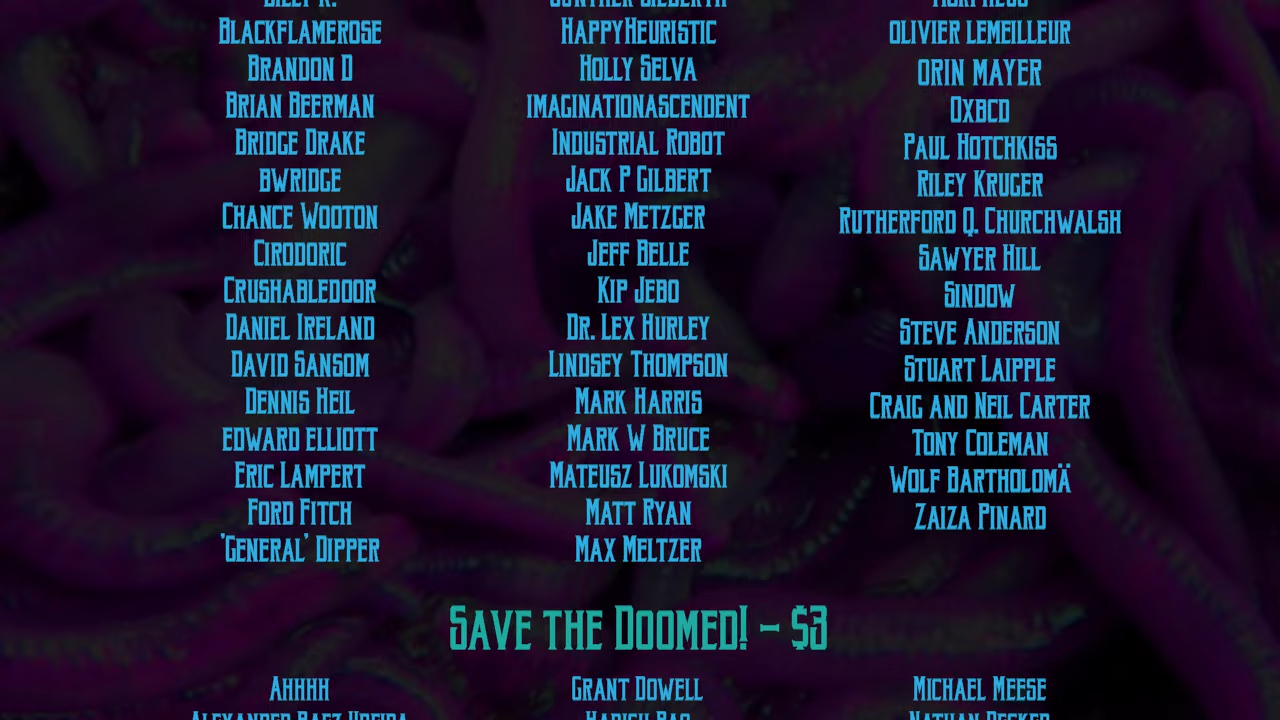 Blackflamerose
Brandon D
Brian Beerman
Bridge Drake
bwridge
Chance Wooton
Cirodoric
Crushabledoor
Daniel Ireland
David Sansom
Dennis Heil
edward elliott
Eric Lampert
Ford Fitch
'General' Dipper
HappyHeuristic
Holly Selva
imaginationascendent
Industrial Robot
Jack P Gilbert
Jake Metzger
Jeff Belle
Kip Jebo
Dr. Lex Hurley
Lindsey Thompson
Mark Harris
Mark W Bruce
Mateusz Lukomski
Matt Ryan
Max Meltzer
olivier lemeilleur
orin mayer
OxBCD
Paul Hotchkiss
Riley Kruger
Rutherford Q. Churchwalsh
Sawyer Hill
Sindow
Steve Anderson
Stuart Laipple
Craig and Neil Carter
Tony Coleman
Wolf Bartholomä
Zaiza Pinard
Save the Doomed! – $3
Ahhhh
Grant Dowell
Michael Meese